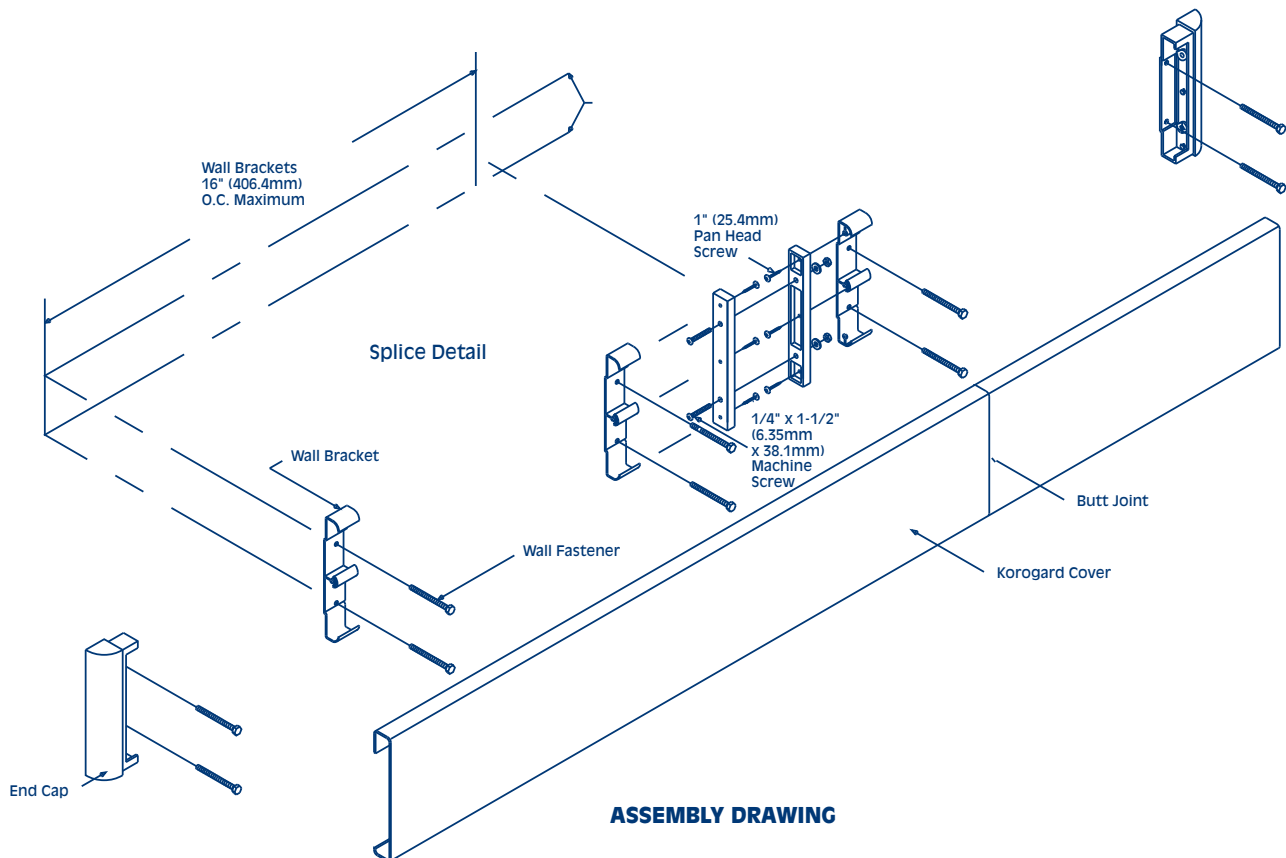 Wall Brackets
16" (406.4mm)
O.C. Maximum
1" (25.4mm)
Pan Head
Screw
Splice Detail
1/4" x 1-1/2"
(6.35mm
x 38.1mm)
Machine
Screw
Wall Bracket
Butt Joint
Wall Fastener
Korogard Cover
End Cap
ASSEMBLY DRAWING